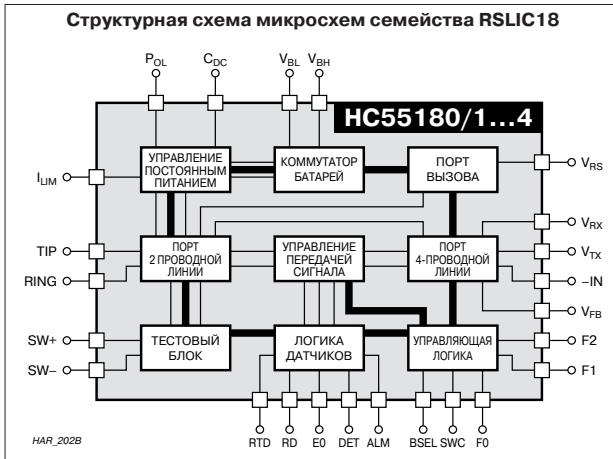 Структурная схема микросхем семейства RSLIC18
POL CDC VBL VBH
HC55180/1...4
УПРАВЛЕНИЕ
ПОСТОЯННЫМ
ПИТАНИЕМ
КОММУТАТОР
БАТАРЕЙ
ПОРТ
ВЫЗОВА
ILIM
VRS
VRX
TIP
ПОРТ
2 ПРОВОДНОЙ
ЛИНИИ
УПРАВЛЕНИЕ
ПЕРЕДАЧЕЙ
СИГНАЛА
ПОРТ
4-ПРОВОДНОЙ
ЛИНИИ
VTX
RING
–IN
VFB
SW+
ТЕСТОВЫЙ
БЛОК
ЛОГИКА
ДАТЧИКОВ
УПРАВЛЯЮЩАЯ
ЛОГИКА
F2
SW–
F1
RTD RD E0 DET ALM BSEL SWC F0
HAR_202B